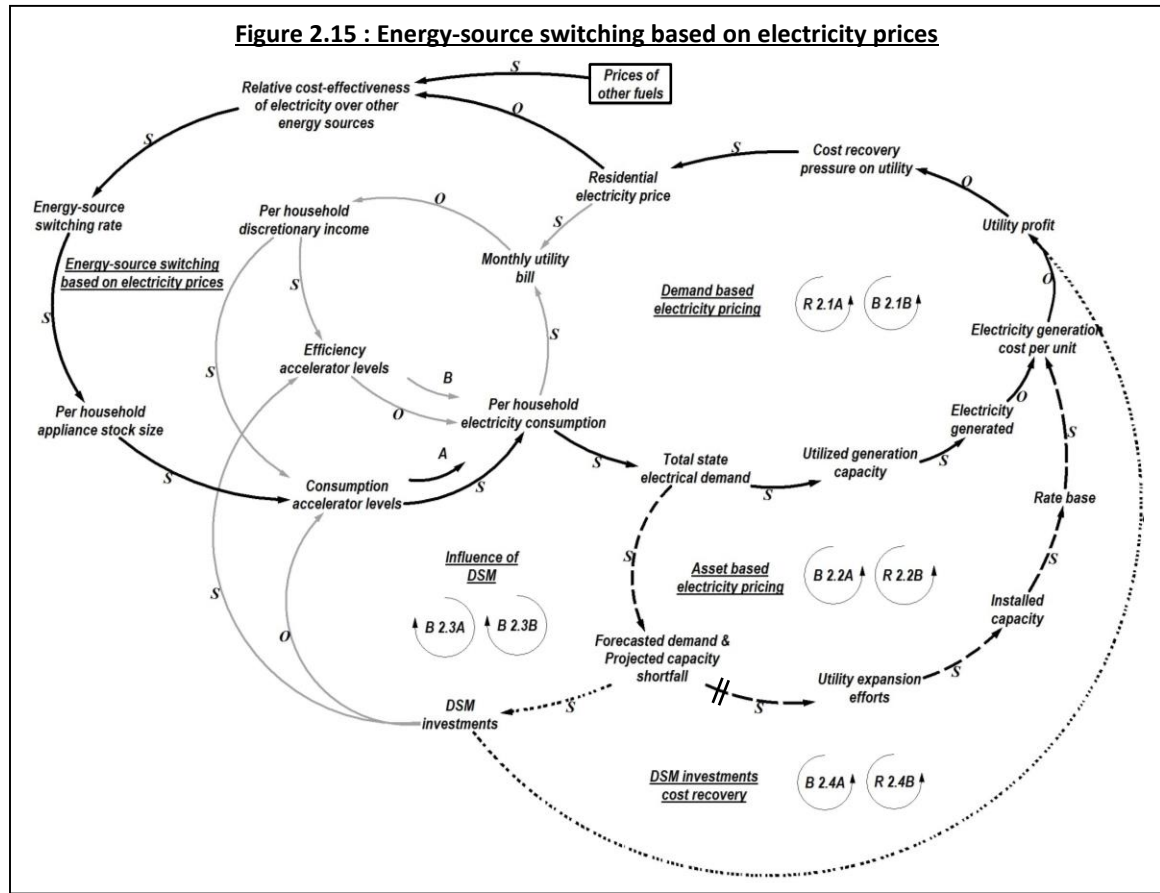 Figure 2.15 : Energy-source switching based on electricity prices
S
Prices of
other fuels
Relative cost-effectiveness
of electricity over other
energy sources
O
S
Cost recovery
pressure on utility
S
Residential
electricity price
O
Energy-source
switching rate
Per household
discretionary income
O
S
Utility profit
Monthly utility
bill
Energy-source switching
based on electricity prices
S
Demand based
electricity pricing
R 2.1A
B 2.1B
O
S
S
Electricity generation
cost per unit
Efficiency
accelerator levels
S
B
S
O
Per household
electricity consumption
O
Electricity
generated
Per household
appliance stock size
S
A
S
Total state
electrical demand
S
Utilized generation
capacity
S
S
S
Consumption
accelerator levels
Rate base
S
Influence of
DSM
Asset based
electricity pricing
B 2.2A
R 2.2B
S
S
B 2.3A
B 2.3B
Installed
capacity
O
Forecasted demand &
Projected capacity
shortfall
S
Utility expansion
efforts
S
DSM
investments
S
DSM investments
cost recovery
B 2.4A
R 2.4B